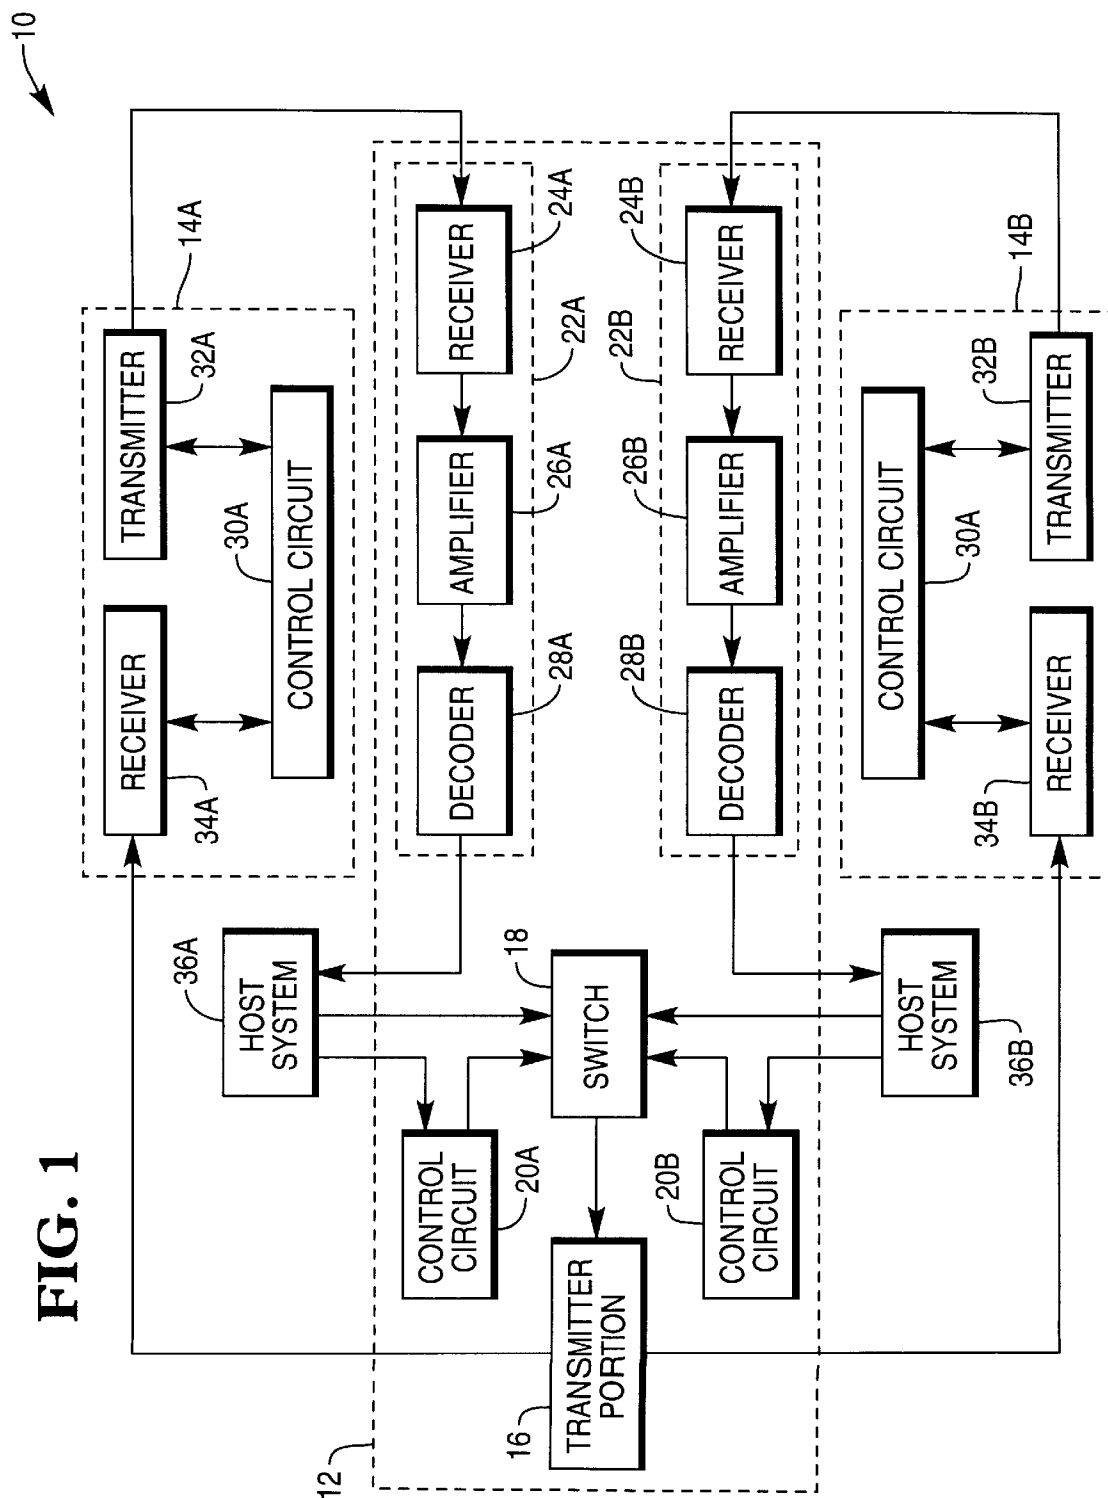 FIG. 1
10
14A
RECEIVER
34A
TRANSMITTER
32A
30A
CONTROL CIRCUIT
36A
HOST
SYSTEM
12
CONTROL
CIRCUIT
20A
DECODER
28A
AMPLIFIER
26A
RECEIVER
24A
22A
16
TRANSMITTER
PORTION
18
SWITCH
20B
CONTROL
CIRCUIT
22B
28B
DECODER
26B
AMPLIFIER
24B
RECEIVER
HOST
SYSTEM
36B
14B
CONTROL CIRCUIT
30A
34B
RECEIVER
32B
TRANSMITTER